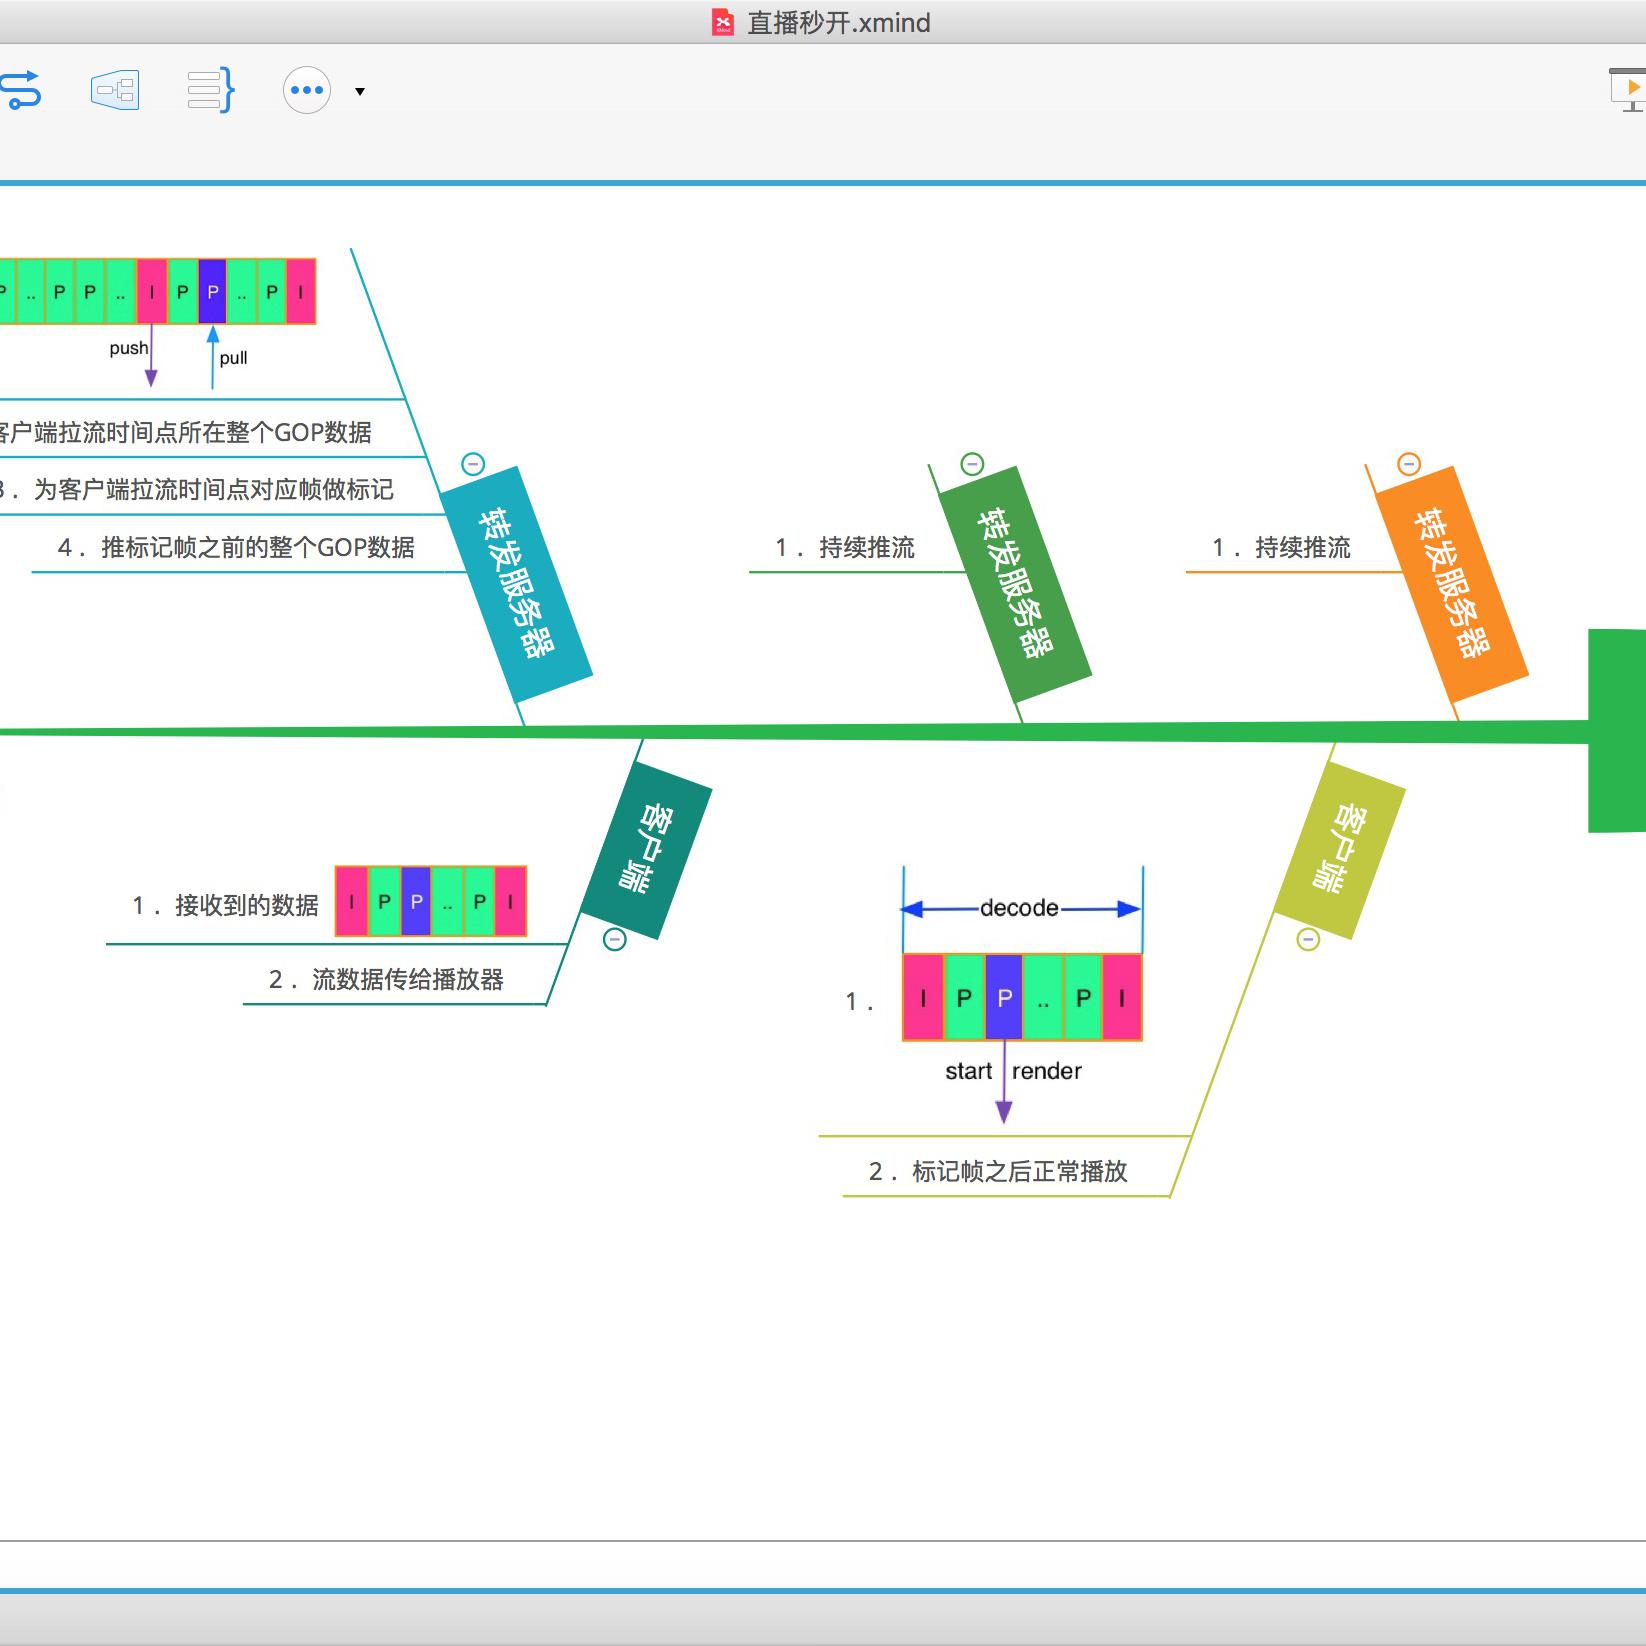 直播秒开.xmind
P .. P P .. I P P .. P I
push
pull
客户端拉流时间点所在整个GOP数据
3．为客户端拉流时间点对应帧做标记
4．推标记帧之前的整个GOP数据
转发服务器
1．持续推流
转发服务器
1．持续推流
转发服务器
客户端
1．接收到的数据
I P P .. P I
2．流数据传给播放器
客户端
decode
1．
I P P .. P I
start render
2．标记帧之后正常播放